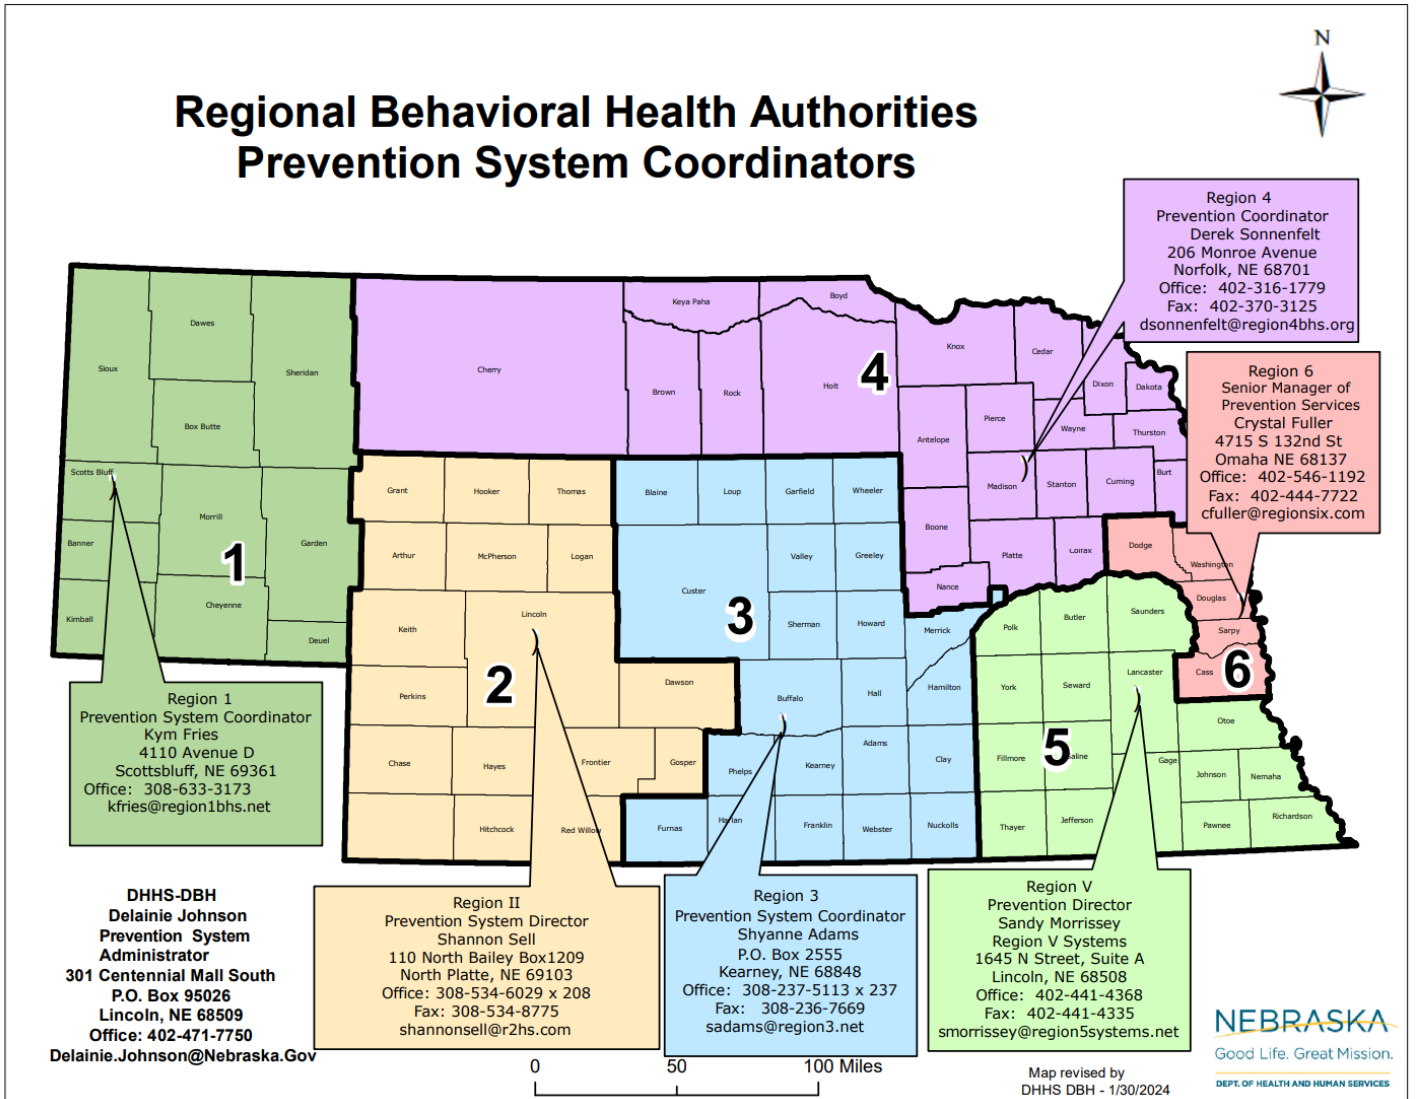 N
Regional Behavioral Health Authorities
Prevention System Coordinators
Region 4
Prevention Coordinator
Derek Sonnenfelt
206 Monroe Avenue
Norfolk, NE 68701
Office: 402-316-1779
Fax: 402-370-3125
dsonnenfelt@region4bhs.org
Region 6
Senior Manager of
Prevention Services
Crystal Fuller
4715 S 132nd St
Omaha NE 68137
Office: 402-546-1192
Fax: 402-444-7722
cfuller@regionsix.com
Sioux
Dawes
Sheridan
Box Butte
Scotts Bluff
Morrill
Garden
Banner
Kimball
Cheyenne
Deuel
1
Cherry
Keya Paha
Boyd
Brown
Rock
Holt
4
Knox
Cedar
Dixon
Dakota
Antelope
Pierce
Wayne
Thurston
Madison
Stanton
Cuming
Burt
Boone
Platte
Colfax
Nance
Grant
Hooker
Thomas
Arthur
McPherson
Logan
Keith
Lincoln
Perkins
2
Dawson
Chase
Hayes
Frontier
Gosper
Hitchcock
Red Willow
Blaine
Loup
Garfield
Wheeler
Custer
Valley
Greeley
3
Sherman
Howard
Merrick
Buffalo
Hall
Hamilton
Phelps
Kearney
Adams
Clay
Furnas
Harlan
Franklin
Webster
Nuckolls
Polk
Butler
Saunders
York
Seward
Lancaster
Fillmore
5
Saline
Gage
Otoe
Johnson
Nemaha
Thayer
Jefferson
Pawnee
Richardson
Dodge
Washington
Douglas
Sarpy
Cass
6
Region 1
Prevention System Coordinator
Kym Fries
4110 Avenue D
Scottsbluff, NE 69361
Office: 308-633-3173
kfries@region1bhs.net
DHHS-DBH
Delainie Johnson
Prevention System
Administrator
301 Centennial Mall South
P.O. Box 95026
Lincoln, NE 68509
Office: 402-471-7750
Delainie.Johnson@Nebraska.Gov
Region II
Prevention System Director
Shannon Sell
110 North Bailey Box1209
North Platte, NE 69103
Office: 308-534-6029 x 208
Fax: 308-534-8775
shannonsell@r2hs.com
Region 3
Prevention System Coordinator
Shyanne Adams
P.O. Box 2555
Kearney, NE 68848
Office: 308-237-5113 x 237
Fax: 308-236-7669
sadams@region3.net
Region V
Prevention Director
Sandy Morrissey
Region V Systems
1645 N Street, Suite A
Lincoln, NE 68508
Office: 402-441-4368
Fax: 402-441-4335
smorrissey@region5systems.net
0 50 100 Miles
Map revised by
DHHS DBH - 1/30/2024
NEBRASKA
Good Life. Great Mission.
DEPT. OF HEALTH AND HUMAN SERVICES